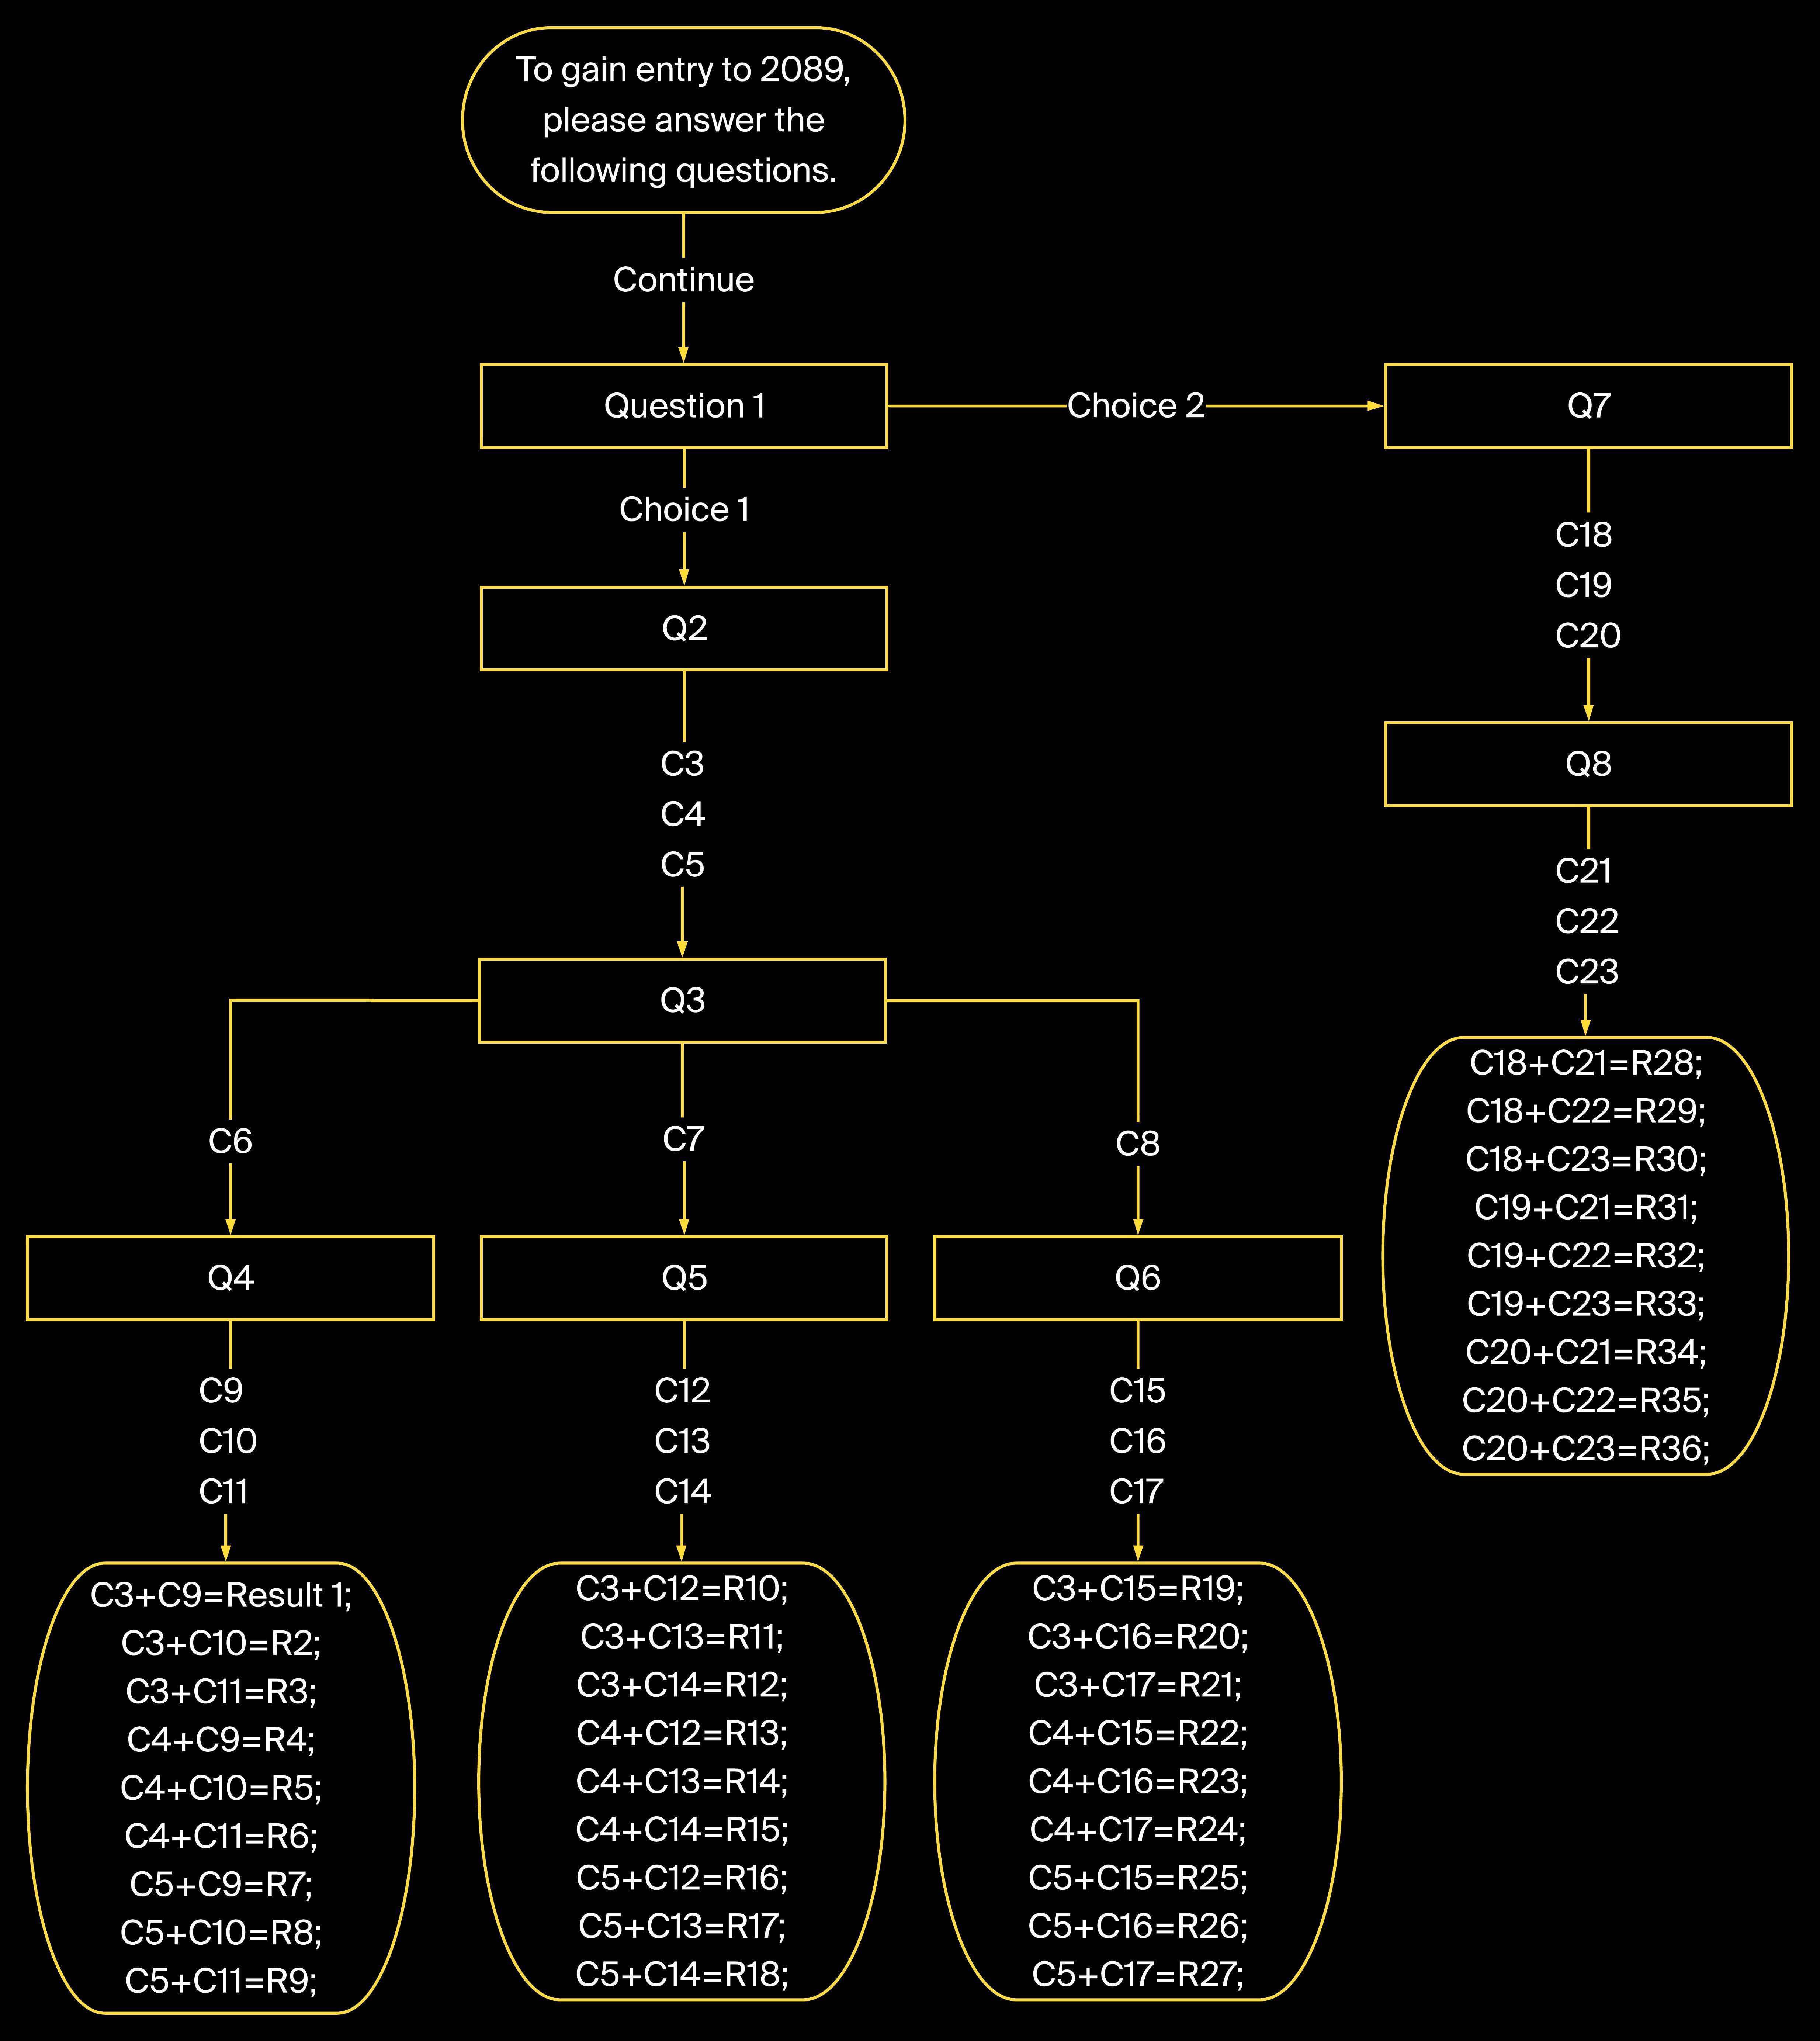 To gain entry to 2089,
please answer the
following questions.
Continue
Question 1
Choice 2
Q7
Choice 1
Q2
C18
C19
C20
Q8
C3
C4
C5
C21
C22
C23
Q3
C6
C7
C8
Q4
Q5
Q6
C9
C10
C11
C12
C13
C14
C15
C16
C17
C18+C21=R28;
C18+C22=R29;
C18+C23=R30;
C19+C21=R31;
C19+C22=R32;
C19+C23=R33;
C20+C21=R34;
C20+C22=R35;
C20+C23=R36;
C3+C9=Result 1;
C3+C10=R2;
C3+C11=R3;
C4+C9=R4;
C4+C10=R5;
C4+C11=R6;
C5+C9=R7;
C5+C10=R8;
C5+C11=R9;
C3+C12=R10;
C3+C13=R11;
C3+C14=R12;
C4+C12=R13;
C4+C13=R14;
C4+C14=R15;
C5+C12=R16;
C5+C13=R17;
C5+C14=R18;
C3+C15=R19;
C3+C16=R20;
C3+C17=R21;
C4+C15=R22;
C4+C16=R23;
C4+C17=R24;
C5+C15=R25;
C5+C16=R26;
C5+C17=R27;